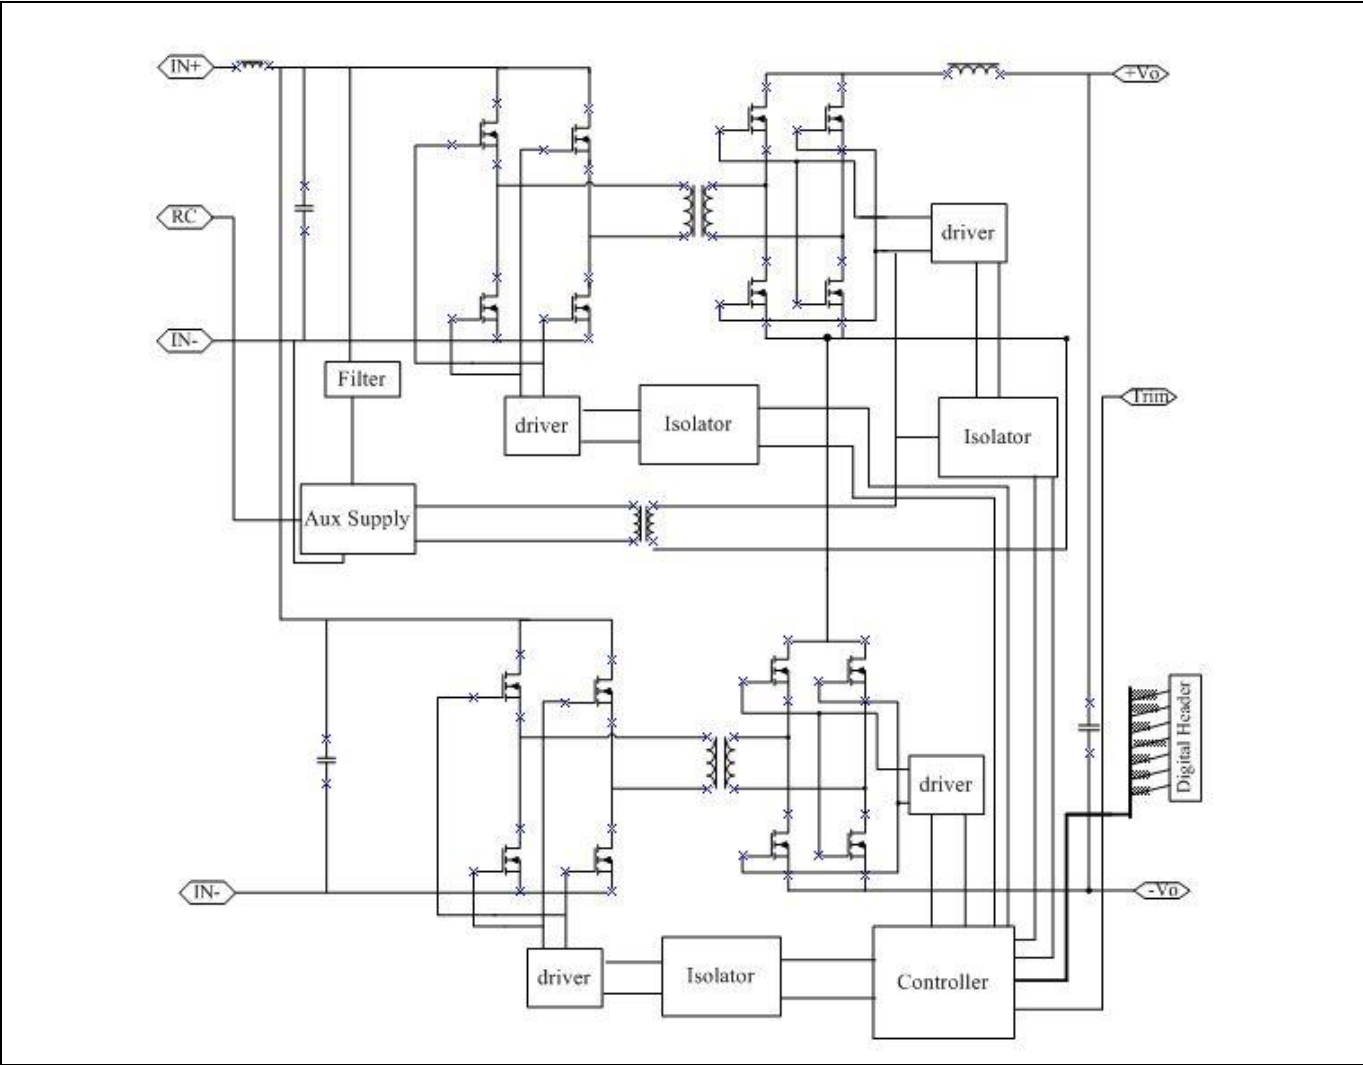 IN+
+Vo
RC
driver
IN-
Filter
Trim
driver
Isolator
Isolator
Aux Supply
Digital Header
driver
IN-
-Vo
driver
Isolator
Controller